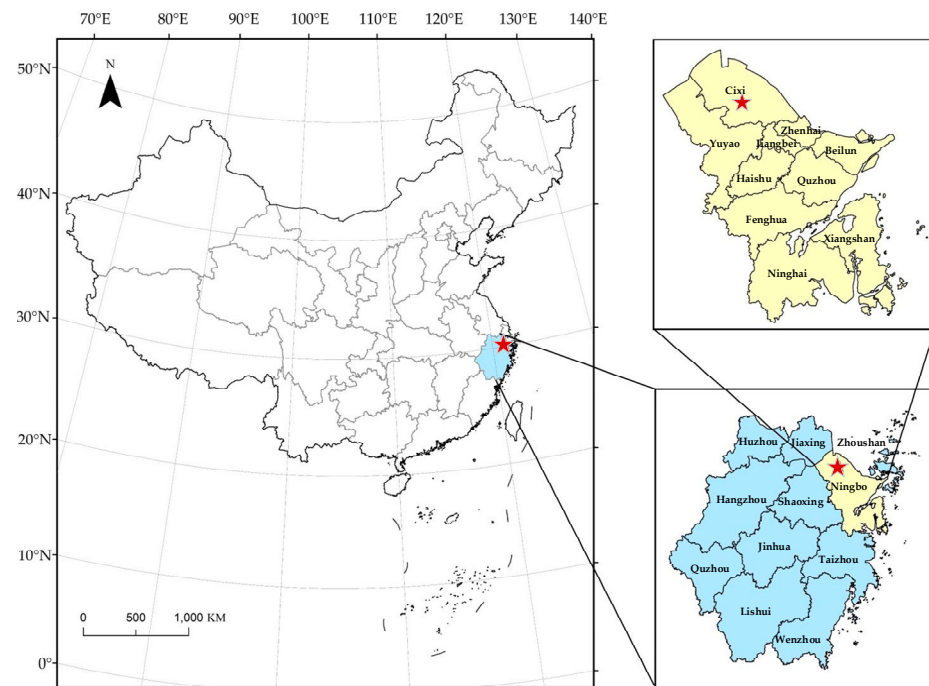 70°E 80°E 90°E 100°E 110°E 120°E 130°E 140°E
50°N
40°N
30°N
20°N
10°N
0°
N
0 500 1,000 KM
Cixi
Zhenhai
Yuyao Jiangbei Beilun
Haishu Quzhou
Fenghua
Xiangshan
Ninghai
Huzhou Jiaxing Zhoushan
Ningbo
Hangzhou Shaoxing
Jinhua Taizhou
Quzhou
Lishui
Wenzhou